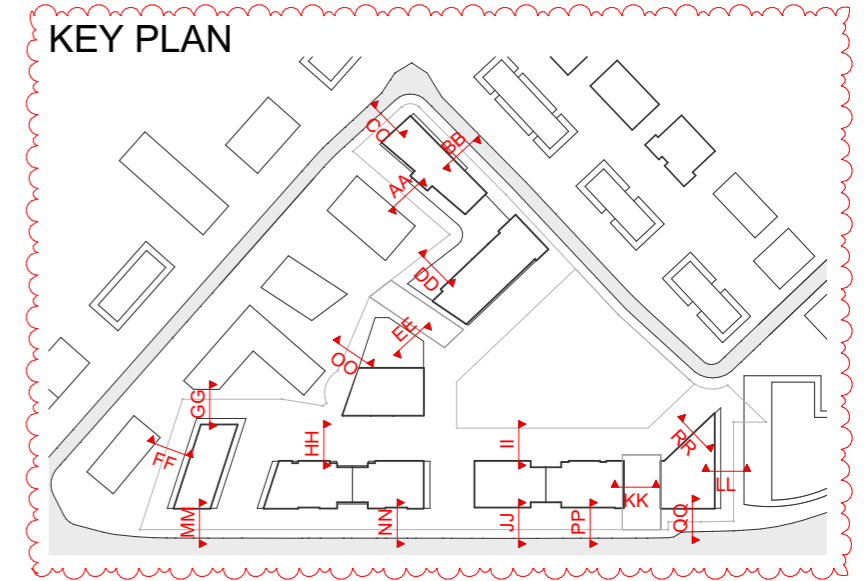 KEY PLAN
CC
BB
AA
DD
EE
OO
GG
FF
HH
II
RR
LL
KK
MM
NN
JJ
PP
QQ